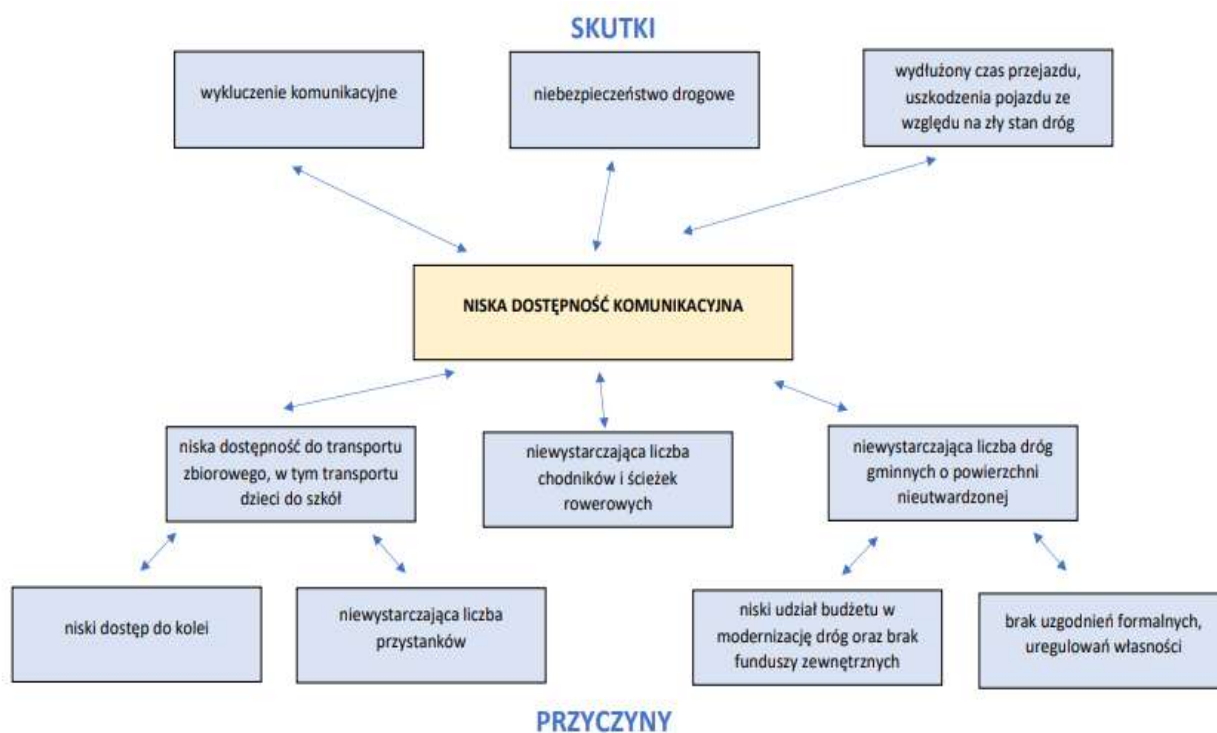 SKUTKI
wykluczenie komunikacyjne
niebezpieczeństwo drogowe
wydłużony czas przejazdu,
uszkodzenia pojazdu ze
względu na zły stan dróg
NISKA DOSTĘPNOŚĆ KOMUNIKACYJNA
niska dostępność do transportu
zbiorowego, w tym transportu
dzieci do szkół
niewystarczająca liczba
chodników i ścieżek
rowerowych
niewystarczająca liczba dróg
gminnych o powierzchni
nieutwardzonej
niski dostęp do kolei
niewystarczająca liczba
przystanków
niski udział budżetu w
modernizację dróg oraz brak
funduszy zewnętrznych
brak uzgodnień formalnych,
uregulowań własności
PRZYCZYNY